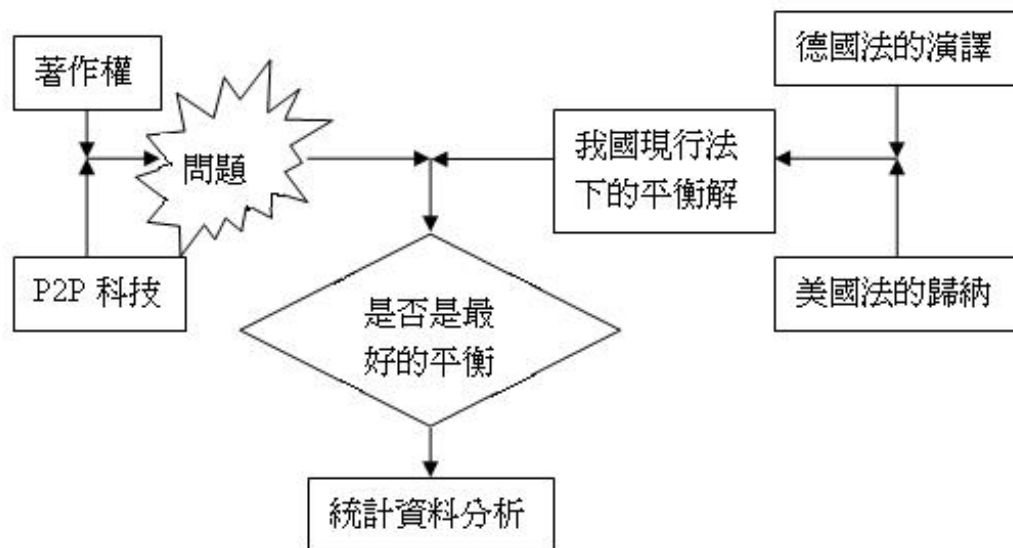 著作權
德國法的演譯
問題
我國現行法
下的平衡解
P2P 科技
美國法的歸納
是否是最
好的平衡
統計資料分析